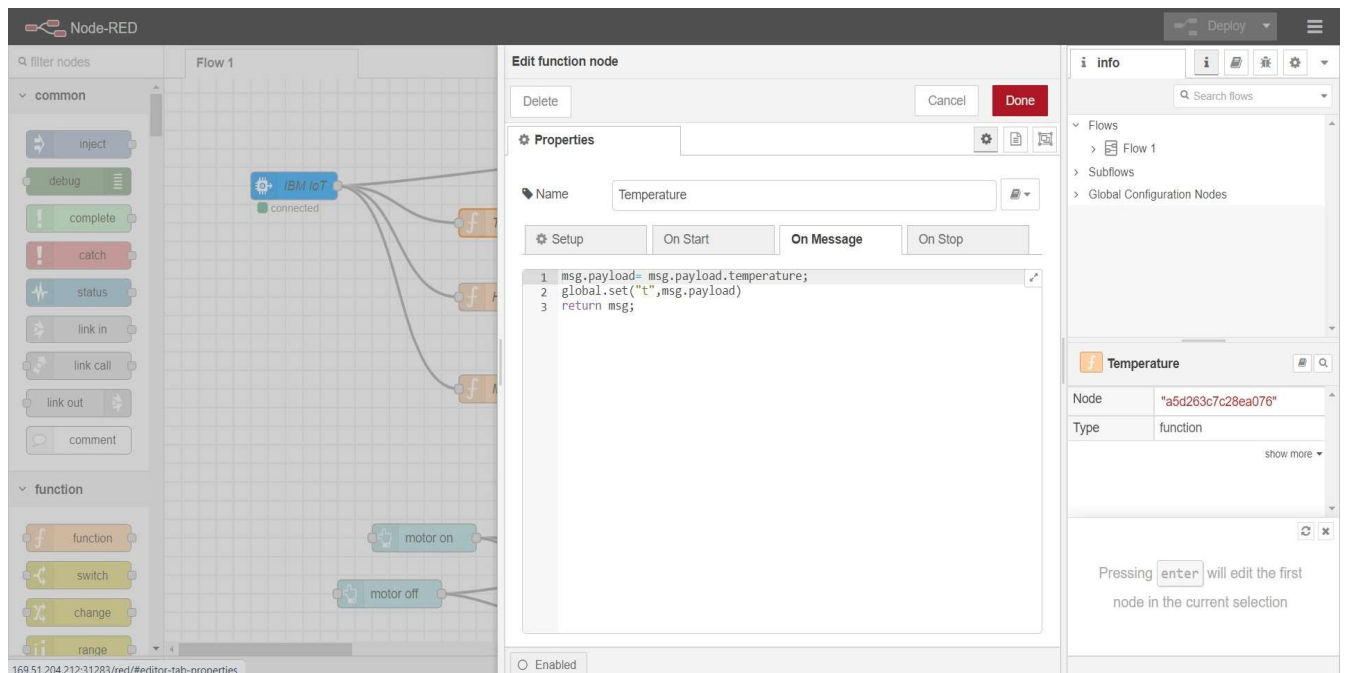 Node-RED
Deploy
filter nodes
Flow 1
Edit function node
i info
i
common
Delete
Cancel
Done
Search flows
inject
Properties
Flows
Flow 1
debug
IBM IoT
Subflows
connected
Name
Temperature
Global Configuration Nodes
complete
Setup
On Start
On Message
On Stop
catch
1 msg.payload= msg.payload.temperature;
status
2 global.set("t",msg.payload)
3 return msg;
link in
link call
Temperature
link out
Node
"a5d263c7c28ea076"
comment
Type
function
show more
function
function
motor on
switch
Pressing enter will edit the first
motor off
node in the current selection
change
range
Enabled
169.51.204.212:31283/red/#editor-tab-properties